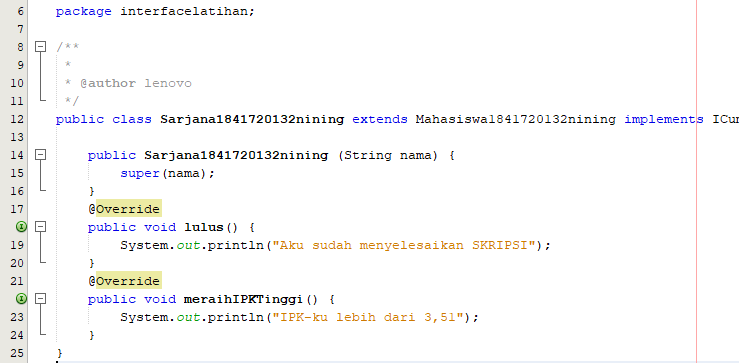 6 package interfacelatihan;
7
8 /**
9 *
10 * @author lenovo
11 */
12 public class Sarjana1841720132nining extends Mahasiswa1841720132nining implements ICum
13
14 public Sarjana1841720132nining (String nama) {
15 super(nama);
16 }
17 @Override
public void lulus() {
19 System.out.println("Aku sudah menyelesaikan SKRIPSI");
20 }
21 @Override
public void meraihIPKTinggi() {
23 System.out.println("IPK-ku lebih dari 3,51");
24 }
25 }